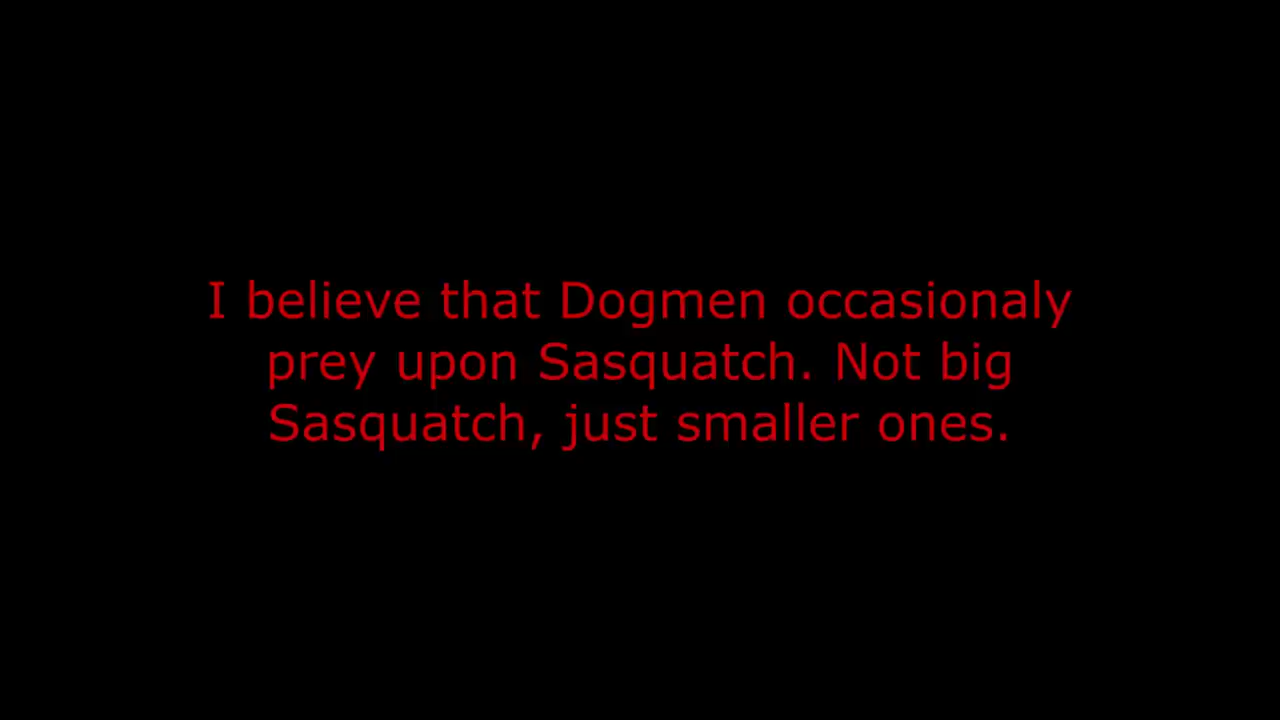 I believe that Dogmen occasionaly
prey upon Sasquatch. Not big
Sasquatch, just smaller ones.